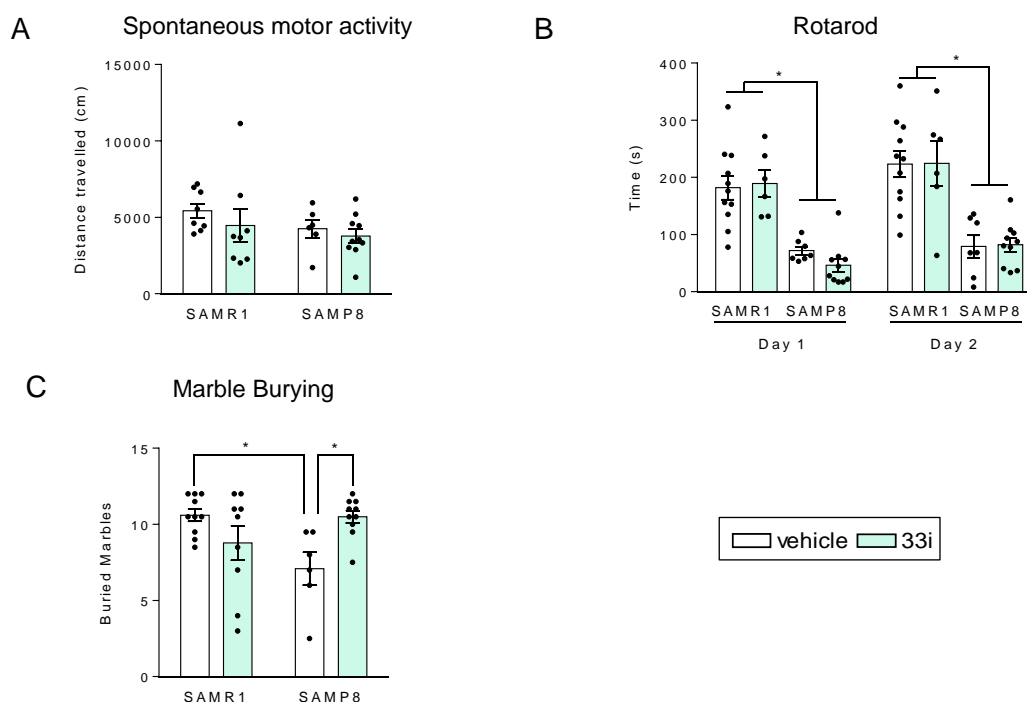 A
Spontaneous motor activity
Distance travelled (cm)
15000
10000
5000
0
SAMR1
SAMP8
B
Rotarod
Time (s)
400
300
200
100
0
*
*
SAMR1
SAMP8
SAMR1
SAMP8
Day 1
Day 2
C
Marble Burying
Buried Marbles
15
10
5
0
*
*
SAMR1
SAMP8
vehicle
33i